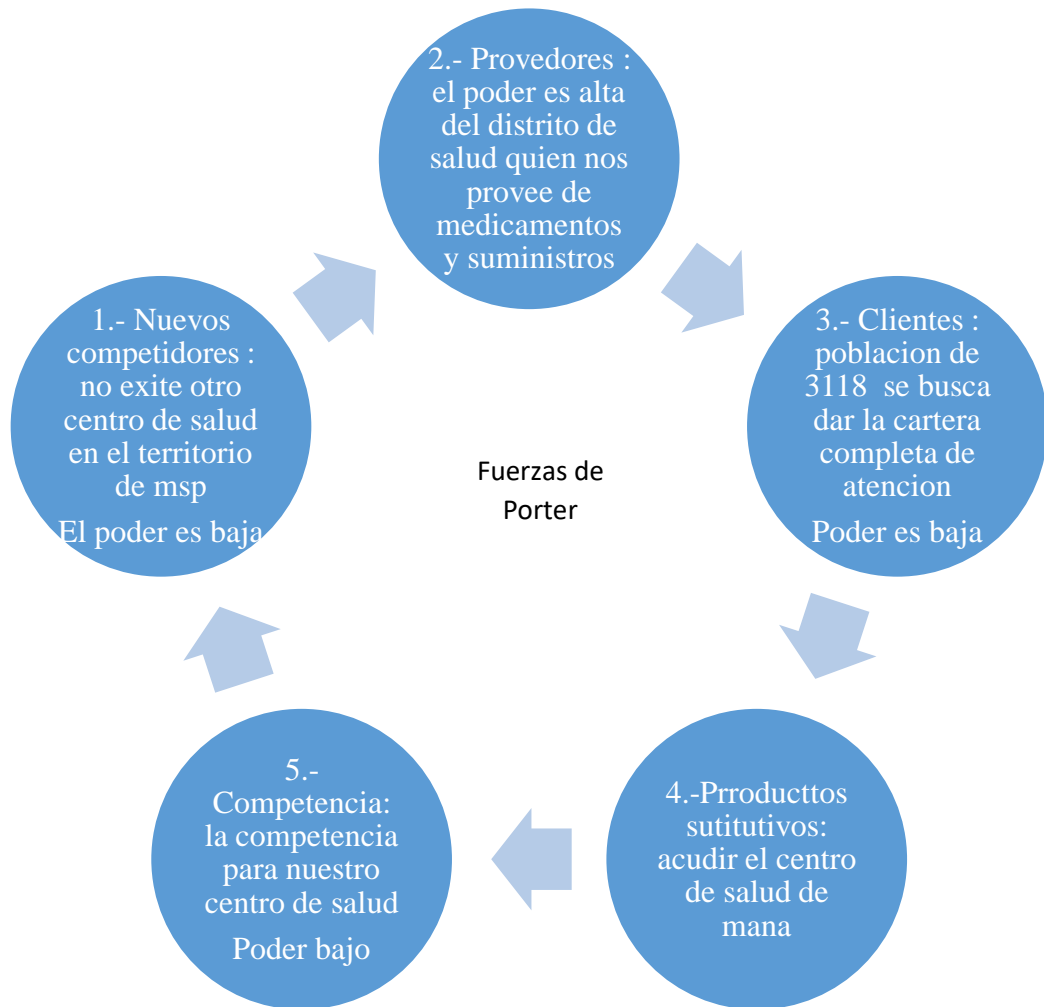 2.- Provedores :
el poder es alta
del distrito de
salud quien nos
provee de
medicamentos
y suministros
1.- Nuevos
competidores :
no exite otro
centro de salud
en el territorio
de msp
El poder es baja
3.- Clientes :
poblacion de
3118 se busca
dar la cartera
completa de
atencion
Poder es baja
Fuerzas de
Porter
5.-
Competencia:
la competencia
para nuestro
centro de salud
Poder bajo
4.-Prroducttos
sutitutivos:
acudir el centro
de salud de
mana